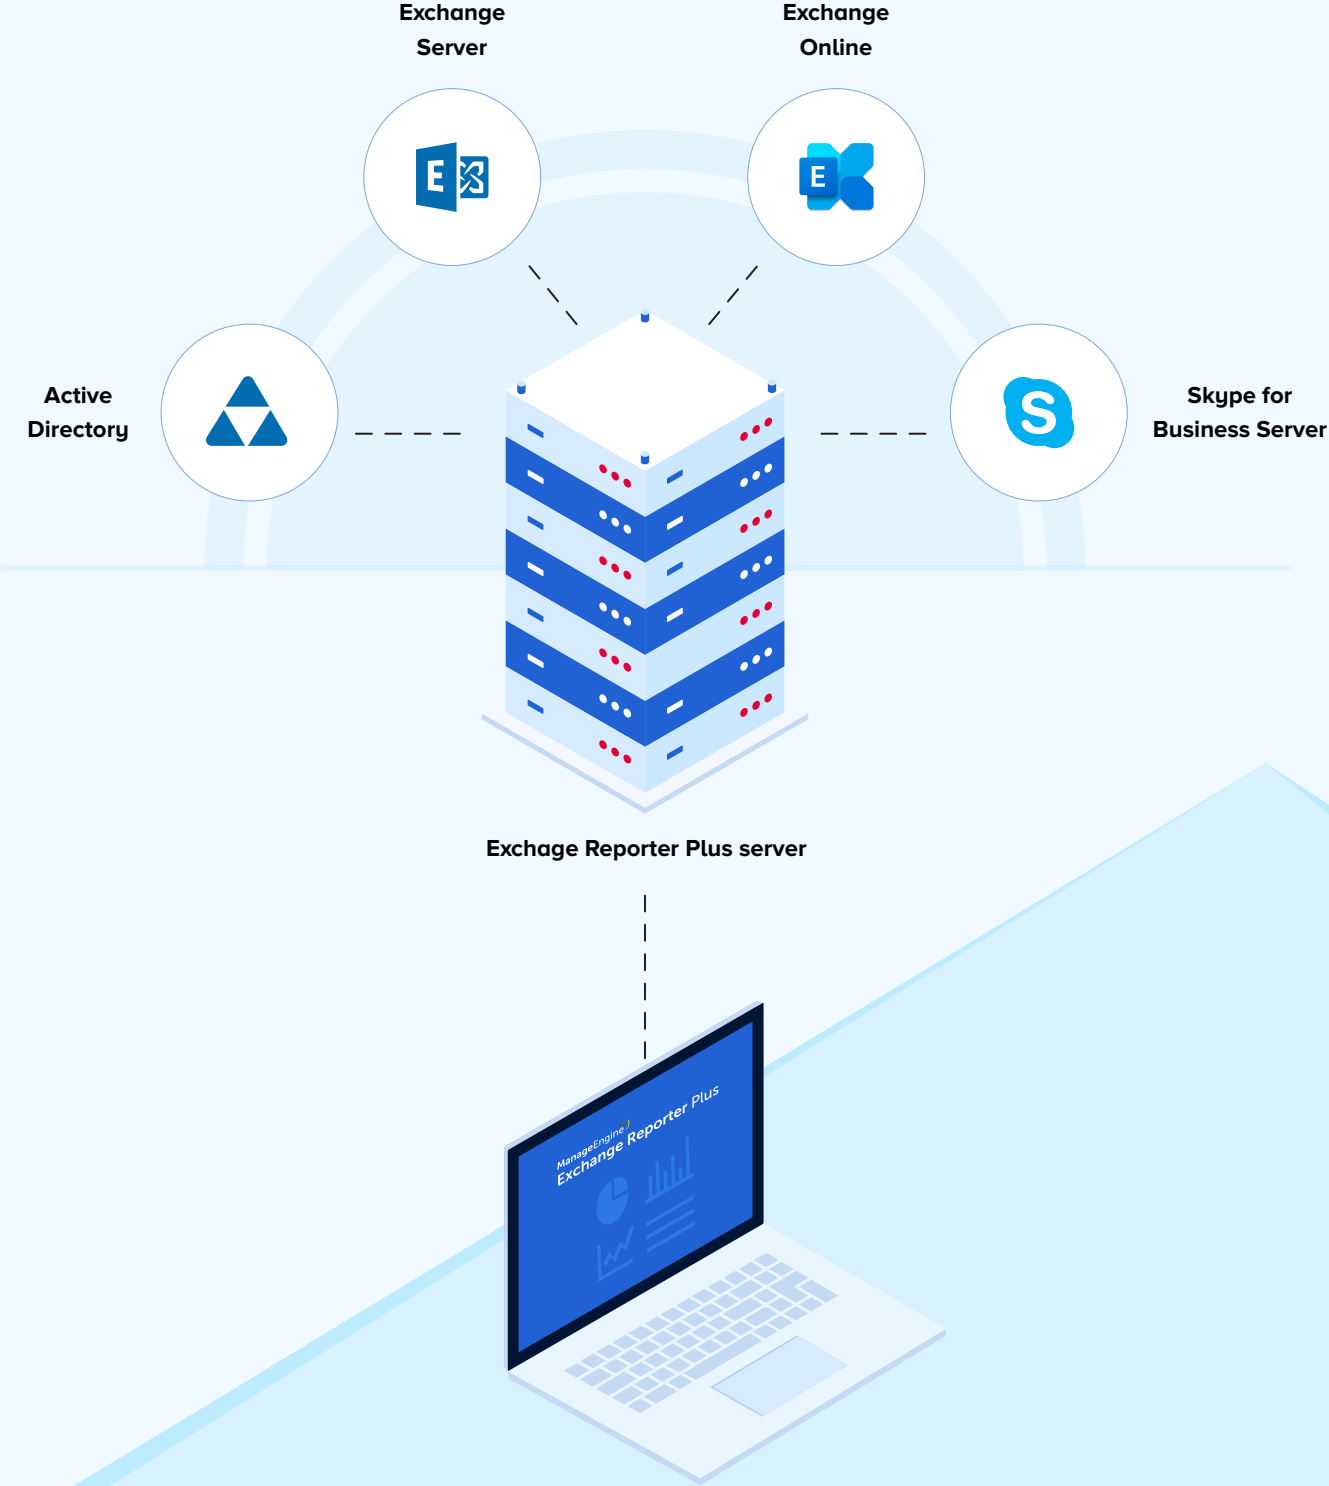 Exchange
Server
Exchange
Online
E
E
Active
Directory
S
Skype for
Business Server
Exchage Reporter Plus server
ManageEngine
Exchange Reporter Plus